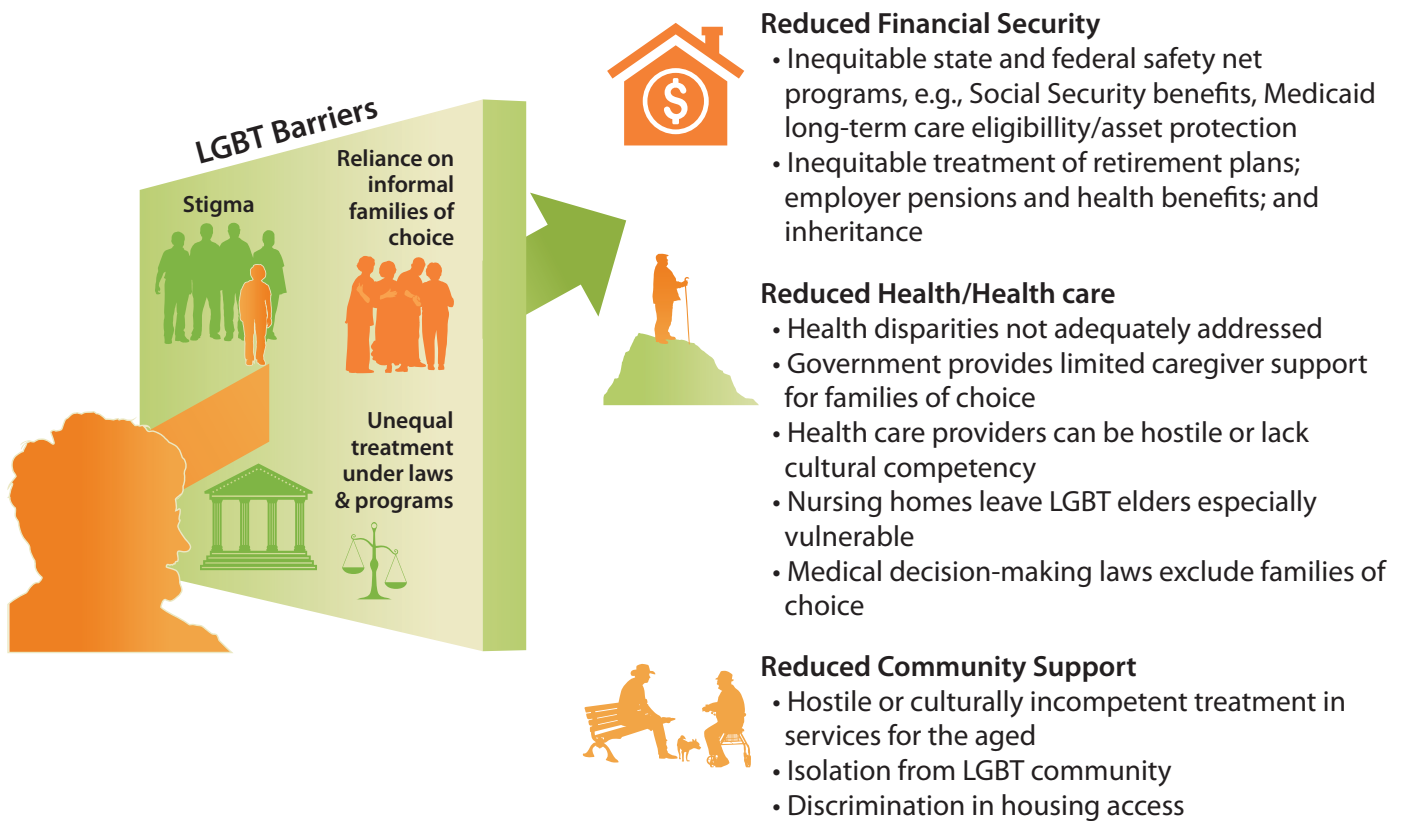 LGBT Barriers
Stigma
Reliance on
informal
families of
choice
Unequal
treatment
under laws
& programs
$
Reduced Financial Security
• Inequitable state and federal safety net
programs, e.g., Social Security benefits, Medicaid
long-term care eligibillity/asset protection
• Inequitable treatment of retirement plans;
employer pensions and health benefits; and
inheritance
Reduced Health/Health care
• Health disparities not adequately addressed
• Government provides limited caregiver support
for families of choice
• Health care providers can be hostile or lack
cultural competency
• Nursing homes leave LGBT elders especially
vulnerable
• Medical decision-making laws exclude families of
choice
Reduced Community Support
• Hostile or culturally incompetent treatment in
services for the aged
• Isolation from LGBT community
• Discrimination in housing access